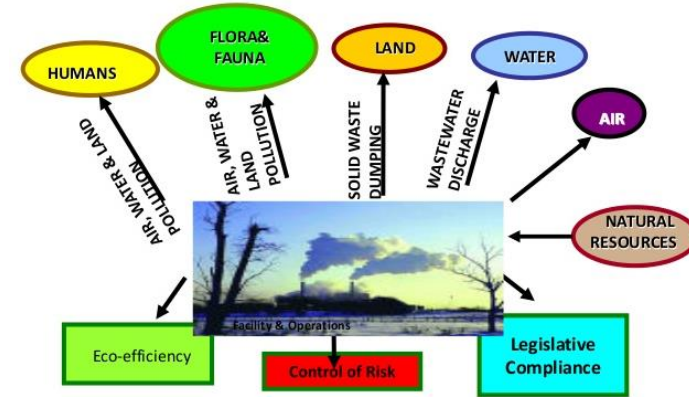 FLORA&
FAUNA
LAND
HUMANS
WATER
AIR
AIR, WATER & LAND
POLLUTION
AIR, WATER &
LAND
POLLUTION
SOLID WASTE
DUMPING
WASTEWATER
DISCHARGE
NATURAL
RESOURCES
Facility & Operations
Eco-efficiency
Control of Risk
Legislative
Compliance